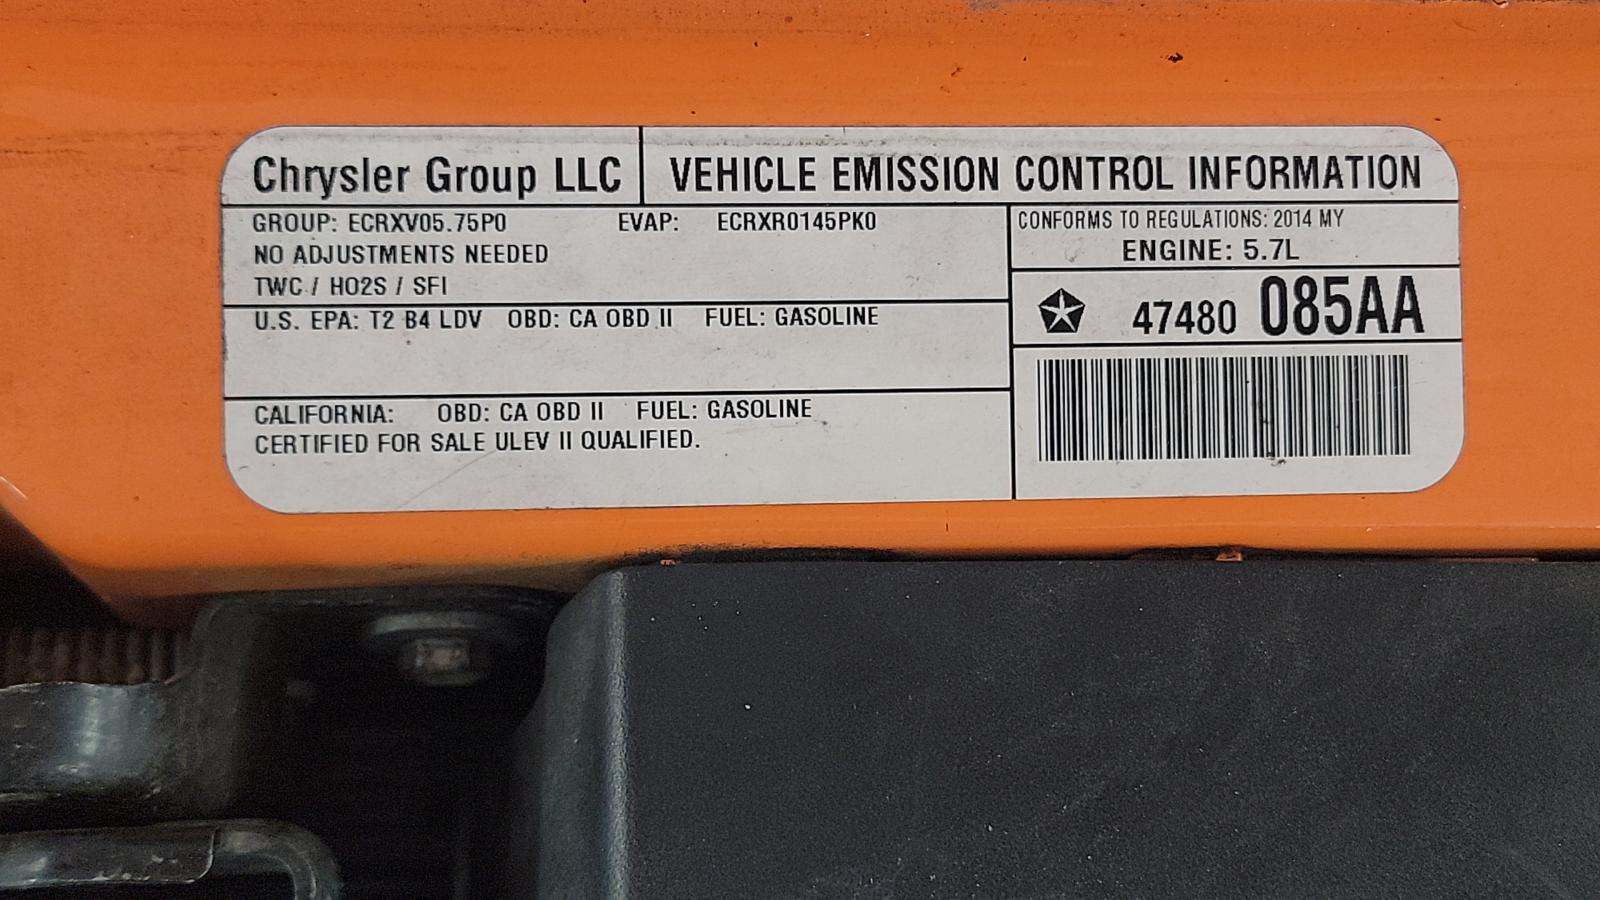 Chrysler Group LLC VEHICLE EMISSION CONTROL INFORMATION
GROUP: ECRXV05.75P0 EVAP: ECRXR0145PK0
NO ADJUSTMENTS NEEDED
TWC / HO2S / SFI
U.S. EPA: T2 B4 LDV OBD: CA OBD II FUEL: GASOLINE
CALIFORNIA: OBD: CA OBD II FUEL: GASOLINE
CERTIFIED FOR SALE ULEV II QUALIFIED.
CONFORMS TO REGULATIONS: 2014 MY
ENGINE: 5.7L
47480 085AA